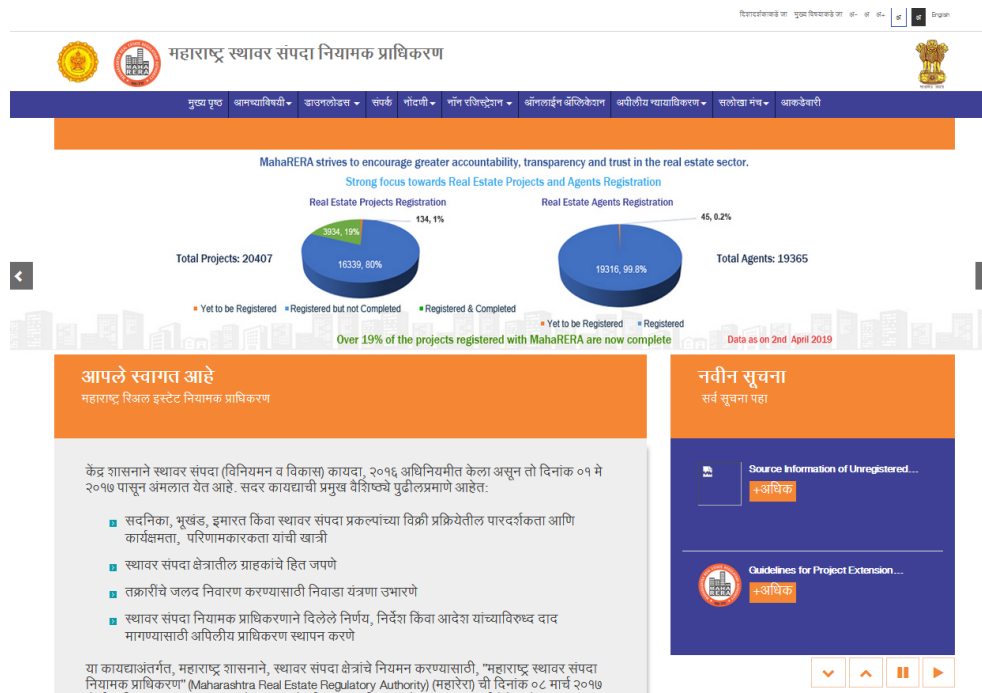 दिशादर्शकाकडे जा मुख्य विषयाकडे जा अ- अ अ+ अ अ English
महाराष्ट्र स्थावर संपदा नियामक प्राधिकरण
मुख्य पृष्ठ आमच्याविषयी डाउनलोडस संपर्क नोंदणी नॉन रजिस्ट्रेशन ऑनलाईन ॲप्लिकेशन अपीलीय न्यायाधिकरण सलोखा मंच आकडेवारी
MahaRERA strives to encourage greater accountability, transparency and trust in the real estate sector.
Strong focus towards Real Estate Projects and Agents Registration
Real Estate Projects Registration Real Estate Agents Registration
134, 1% 45, 0.2%
3934, 19%
Total Projects: 20407 16339, 80% 19316, 99.8% Total Agents: 19365
Yet to be Registered Registered but not Completed Registered & Completed
Yet to be Registered Registered
Over 19% of the projects registered with MahaRERA are now complete Data as on 2nd April 2019
आपले स्वागत आहे
महाराष्ट्र रिअल इस्टेट नियामक प्राधिकरण
नवीन सूचना
सर्व सूचना पहा
केंद्र शासनाने स्थावर संपदा (विनियमन व विकास) कायदा, २०१६ अधिनियमीत केला असून तो दिनांक ०१ मे
२०१७ पासून अंमलात येत आहे. सदर कायद्याची प्रमुख वैशिष्ठ्ये पुढीलप्रमाणे आहेत:
सदनिका, भूखंड, इमारत किंवा स्थावर संपदा प्रकल्पांच्या विक्री प्रक्रियेतील पारदर्शकता आणि
कार्यक्षमता, परिणामकारकता यांची खात्री
स्थावर संपदा क्षेत्रातील ग्राहकांचे हित जपणे
तक्रारींचे जलद निवारण करण्यासाठी निवाडा यंत्रणा उभारणे
स्थावर संपदा नियामक प्राधिकरणाने दिलेले निर्णय, निर्देश किंवा आदेश यांच्याविरुध्द दाद
मागण्यासाठी अपिलीय प्राधिकरण स्थापन करणे
या कायद्याअंतर्गत, महाराष्ट्र शासनाने, स्थावर संपदा क्षेत्रांचे नियमन करण्यासाठी, "महाराष्ट्र स्थावर संपदा
नियामक प्राधिकरण" (Maharashtra Real Estate Regulatory Authority) (महारेरा) ची दिनांक ०८ मार्च २०१७
Source Information of Unregistered...
+अधिक
Guidelines for Project Extension...
+अधिक
MAHA
RERA